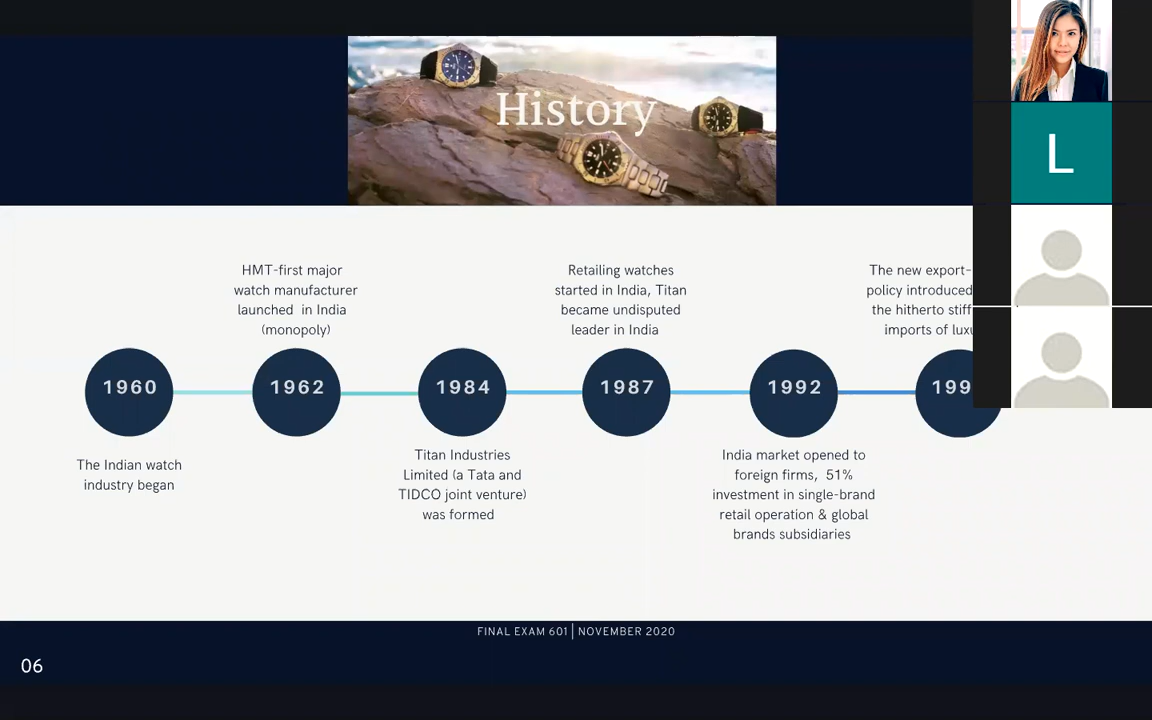 History
L
HMT-first major
watch manufacturer
launched in India
(monopoly)
Retailing watches
started in India, Titan
became undisputed
leader in India
The new export-
policy introduced
the hitherto stiff
imports of
1960
1962
1984
1987
1992
199
The Indian watch
industry began
Titan Industries
Limited (a Tata and
TIDCO joint venture)
was formed
India market opened to
foreign firms, 51%
investment in single-brand
retail operation & global
brands subsidiaries
FINAL EXAM 601 | NOVEMBER 2020
06